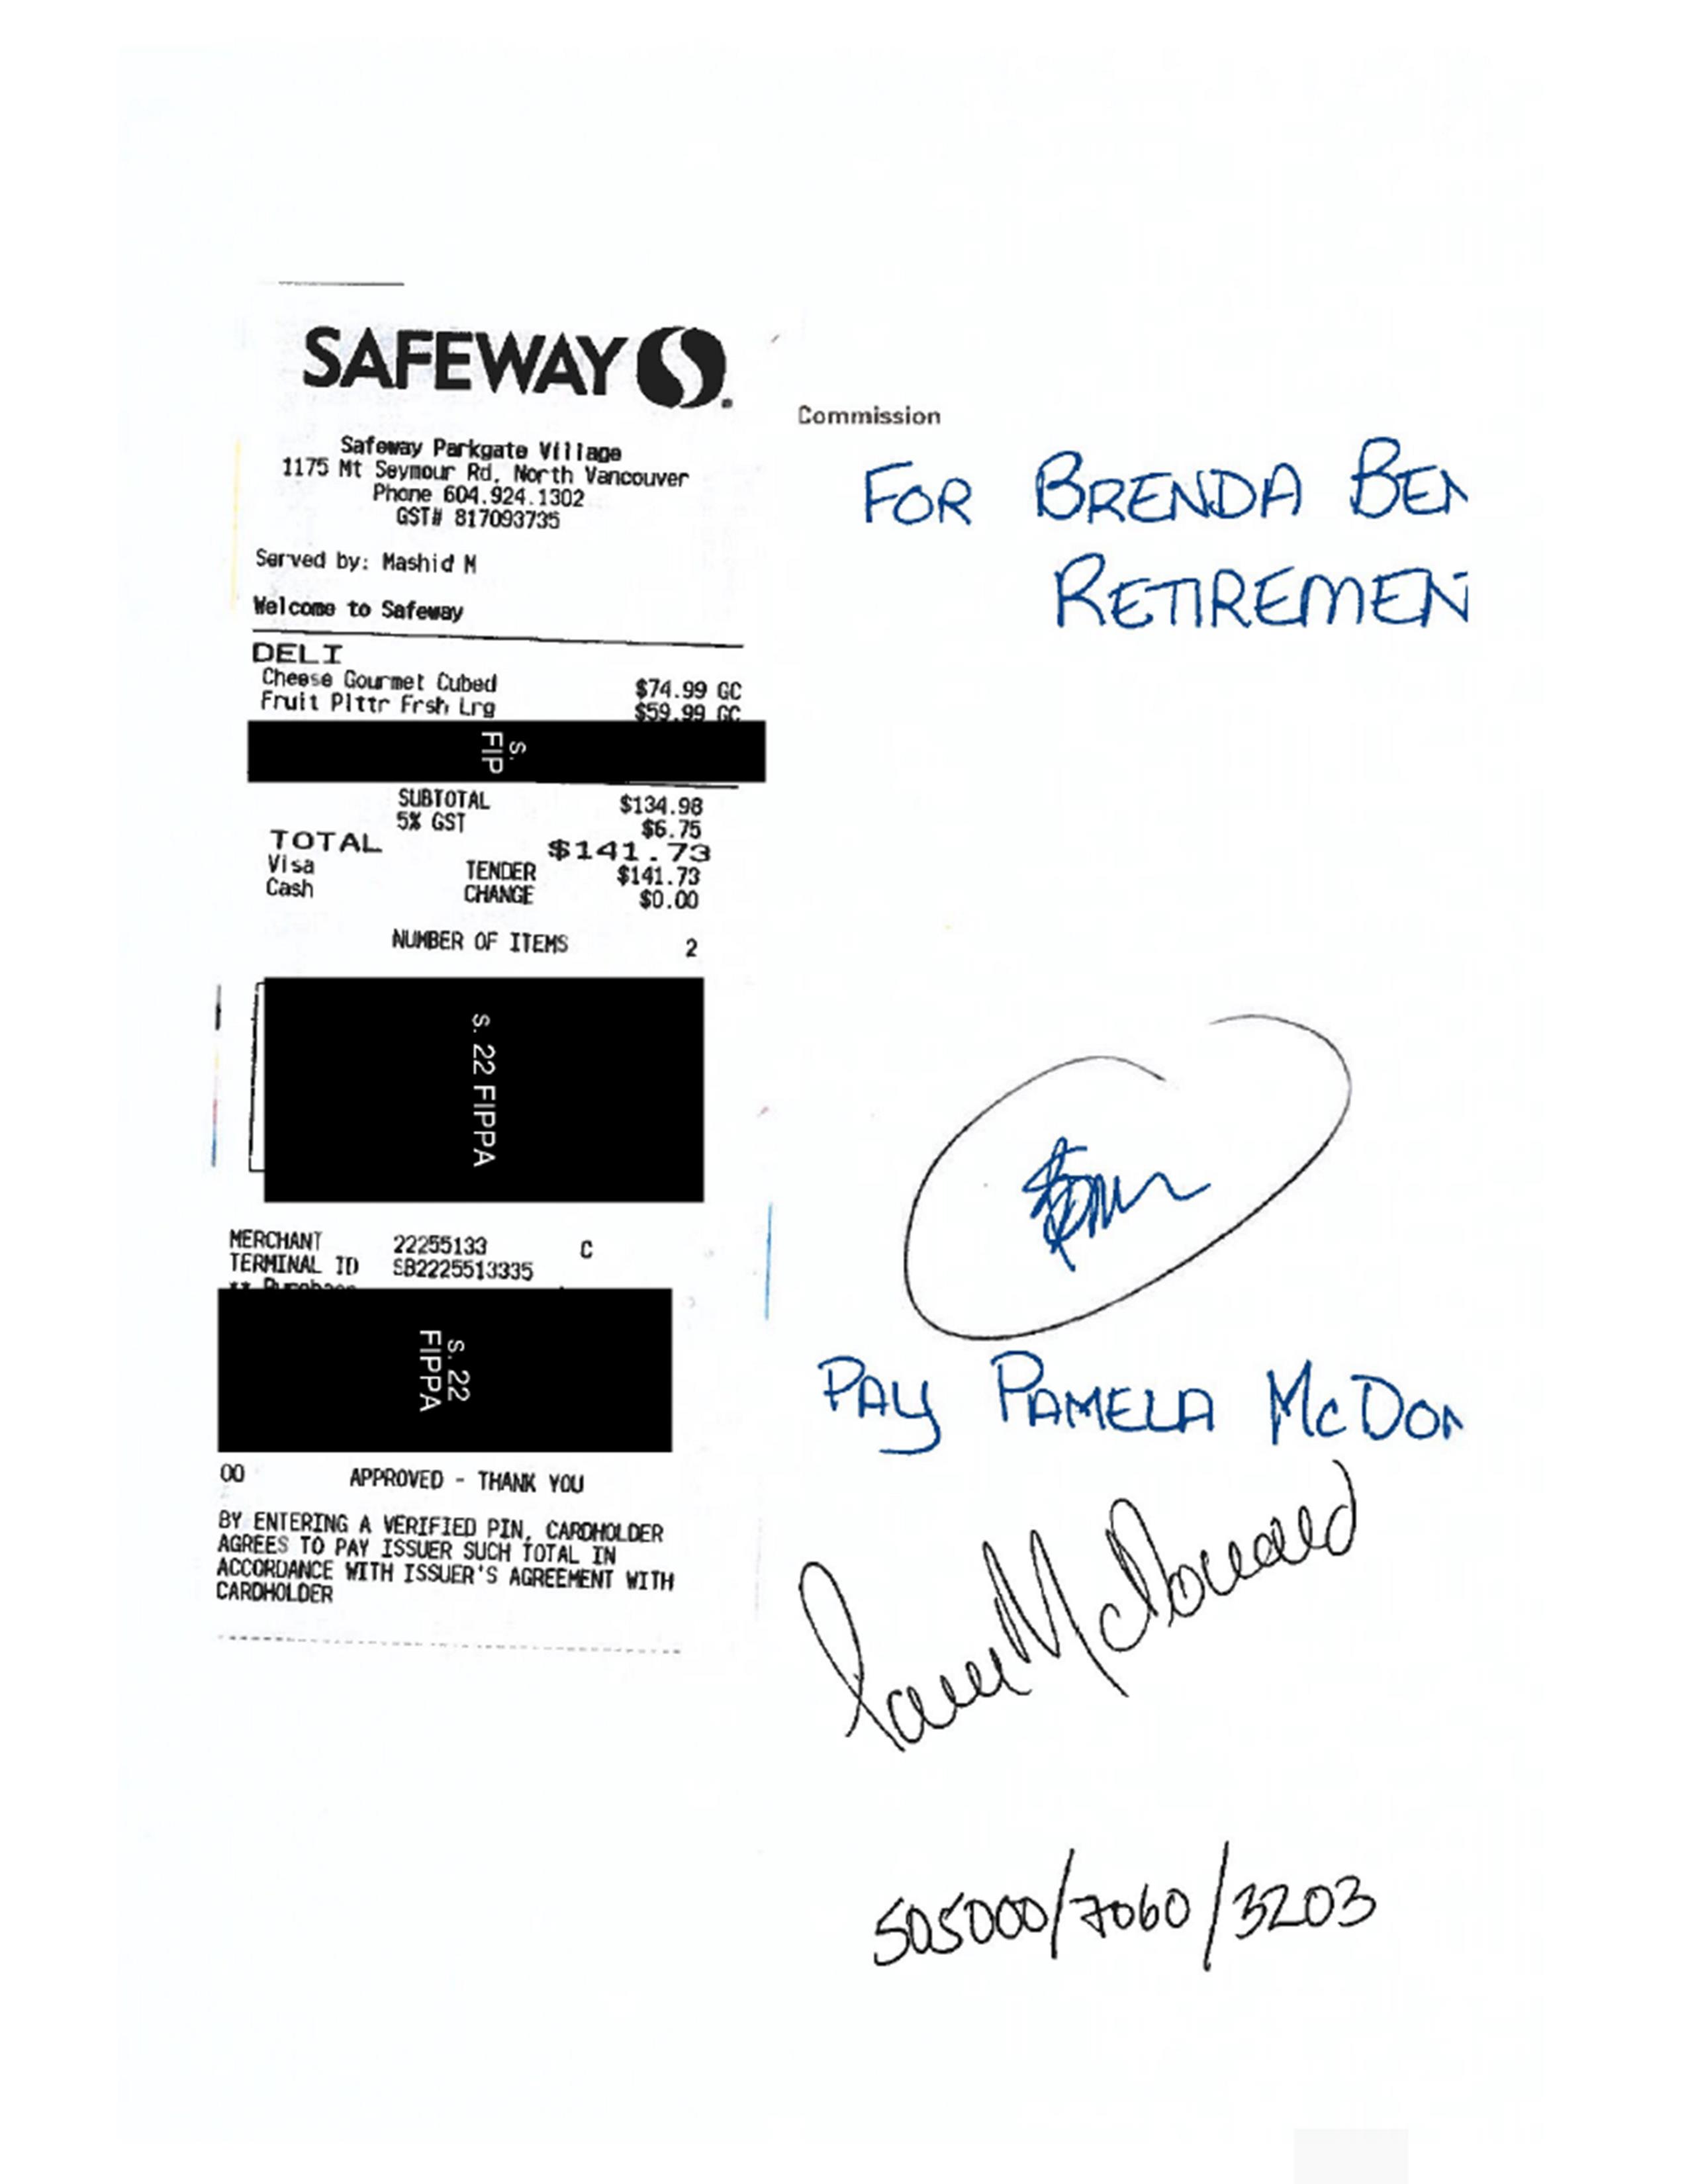 SAFEWAY
Safeway Parkgate Village
1175 Mt Seymour Rd, North Vancouver
Phone 604.924.1302
GST# 817093735
Served by: Mashid M
Welcome to Safeway
DELI
Cheese Gourmet Cubed $74.99 GC
Fruit Plttr Frsh Lrg $59.99 GC
s.
FIP
SUBTOTAL $134.98
5% GST $6.75
TOTAL $141.73
Visa TENDER $141.73
Cash CHANGE $0.00
NUMBER OF ITEMS 2
s. 22 FIPPA
MERCHANT 22255133 C
TERMINAL ID SB2225513335
** Purchase
s. 22
FIPPA
00 APPROVED - THANK YOU
BY ENTERING A VERIFIED PIN, CARDHOLDER
AGREES TO PAY ISSUER SUCH TOTAL IN
ACCORDANCE WITH ISSUER'S AGREEMENT WITH
CARDHOLDER
Commission
FOR BRENDA BEN
RETIREMEN
PAY PAMELA MCDON
Pam McDonald
505000/7060/3203